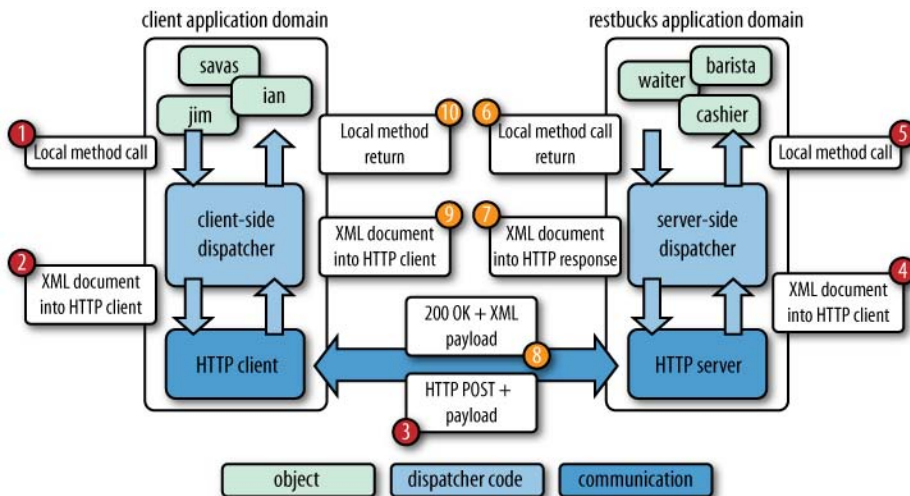 client application domain
restbucks application domain
savas
ian
jim
barista
waiter
cashier
1
Local method call
10
Local method
return
6
Local method call
return
5
Local method call
client-side
dispatcher
server-side
dispatcher
2
XML document
into HTTP client
9
XML document
into HTTP client
7
XML document
into HTTP response
4
XML document
into HTTP client
HTTP client
200 OK + XML
payload
8
HTTP POST +
payload
3
HTTP server
object
dispatcher code
communication